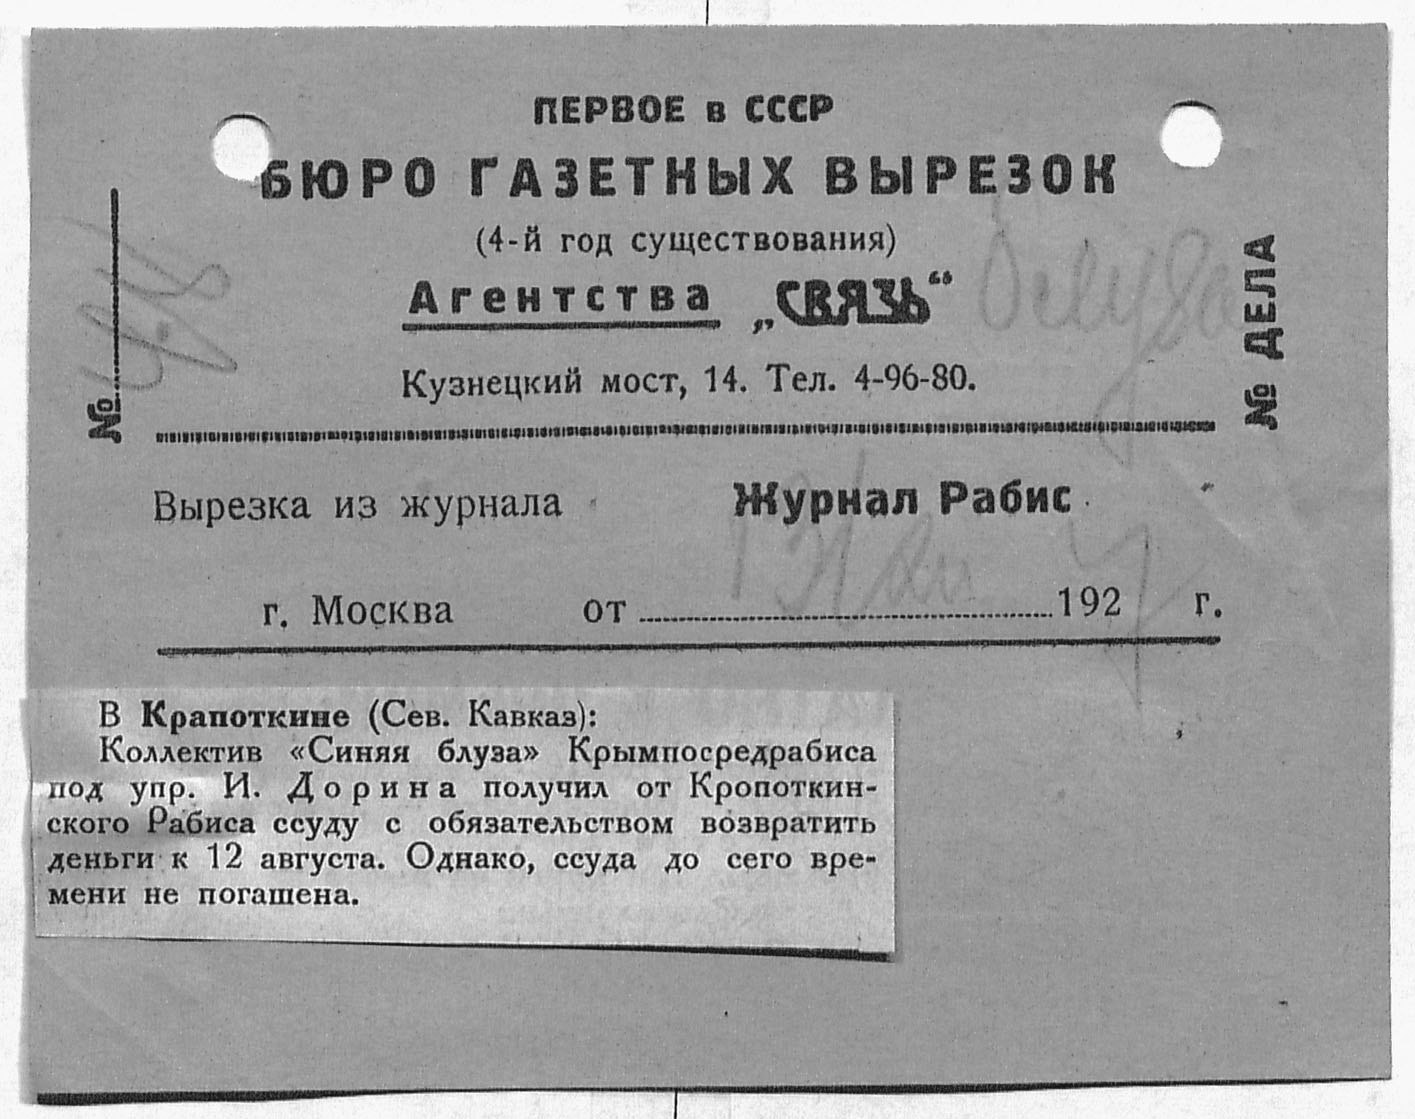 ПЕРВОЕ в СССР
БЮРО ГАЗЕТНЫХ ВЫРЕЗОК
(4-й год существования)
Агентства „СВЯЗЬ“
Кузнецкий мост, 14. Тел. 4-96-80.
№
№ ДЕЛА
Вырезка из журнала Журнал Рабис
г. Москва от 192 г.
В Крапоткине (Сев. Кавказ):
Коллектив «Синяя блуза» Крымпосредрабиса
под упр. И. Дорина получил от Кропоткин-
ского Рабиса ссуду с обязательством возвратить
деньги к 12 августа. Однако, ссуда до сего вре-
мени не погашена.